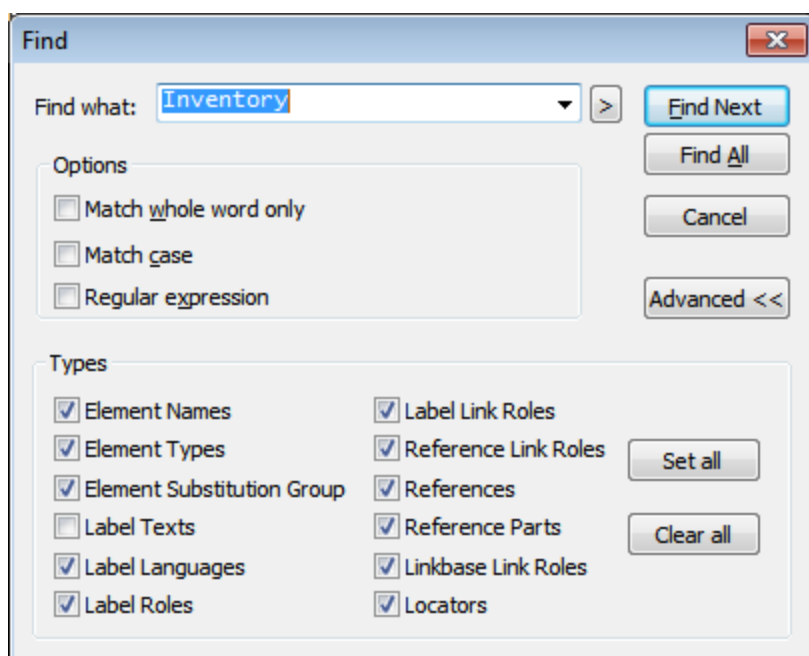 Find
Find what: Inventory > Find Next
Find All
Options
Match whole word only
Cancel
Match case
Regular expression
Advanced <<
Types
Element Names Label Link Roles
Element Types Reference Link Roles
Set all
Element Substitution Group References
Label Texts Reference Parts
Clear all
Label Languages Linkbase Link Roles
Label Roles Locators